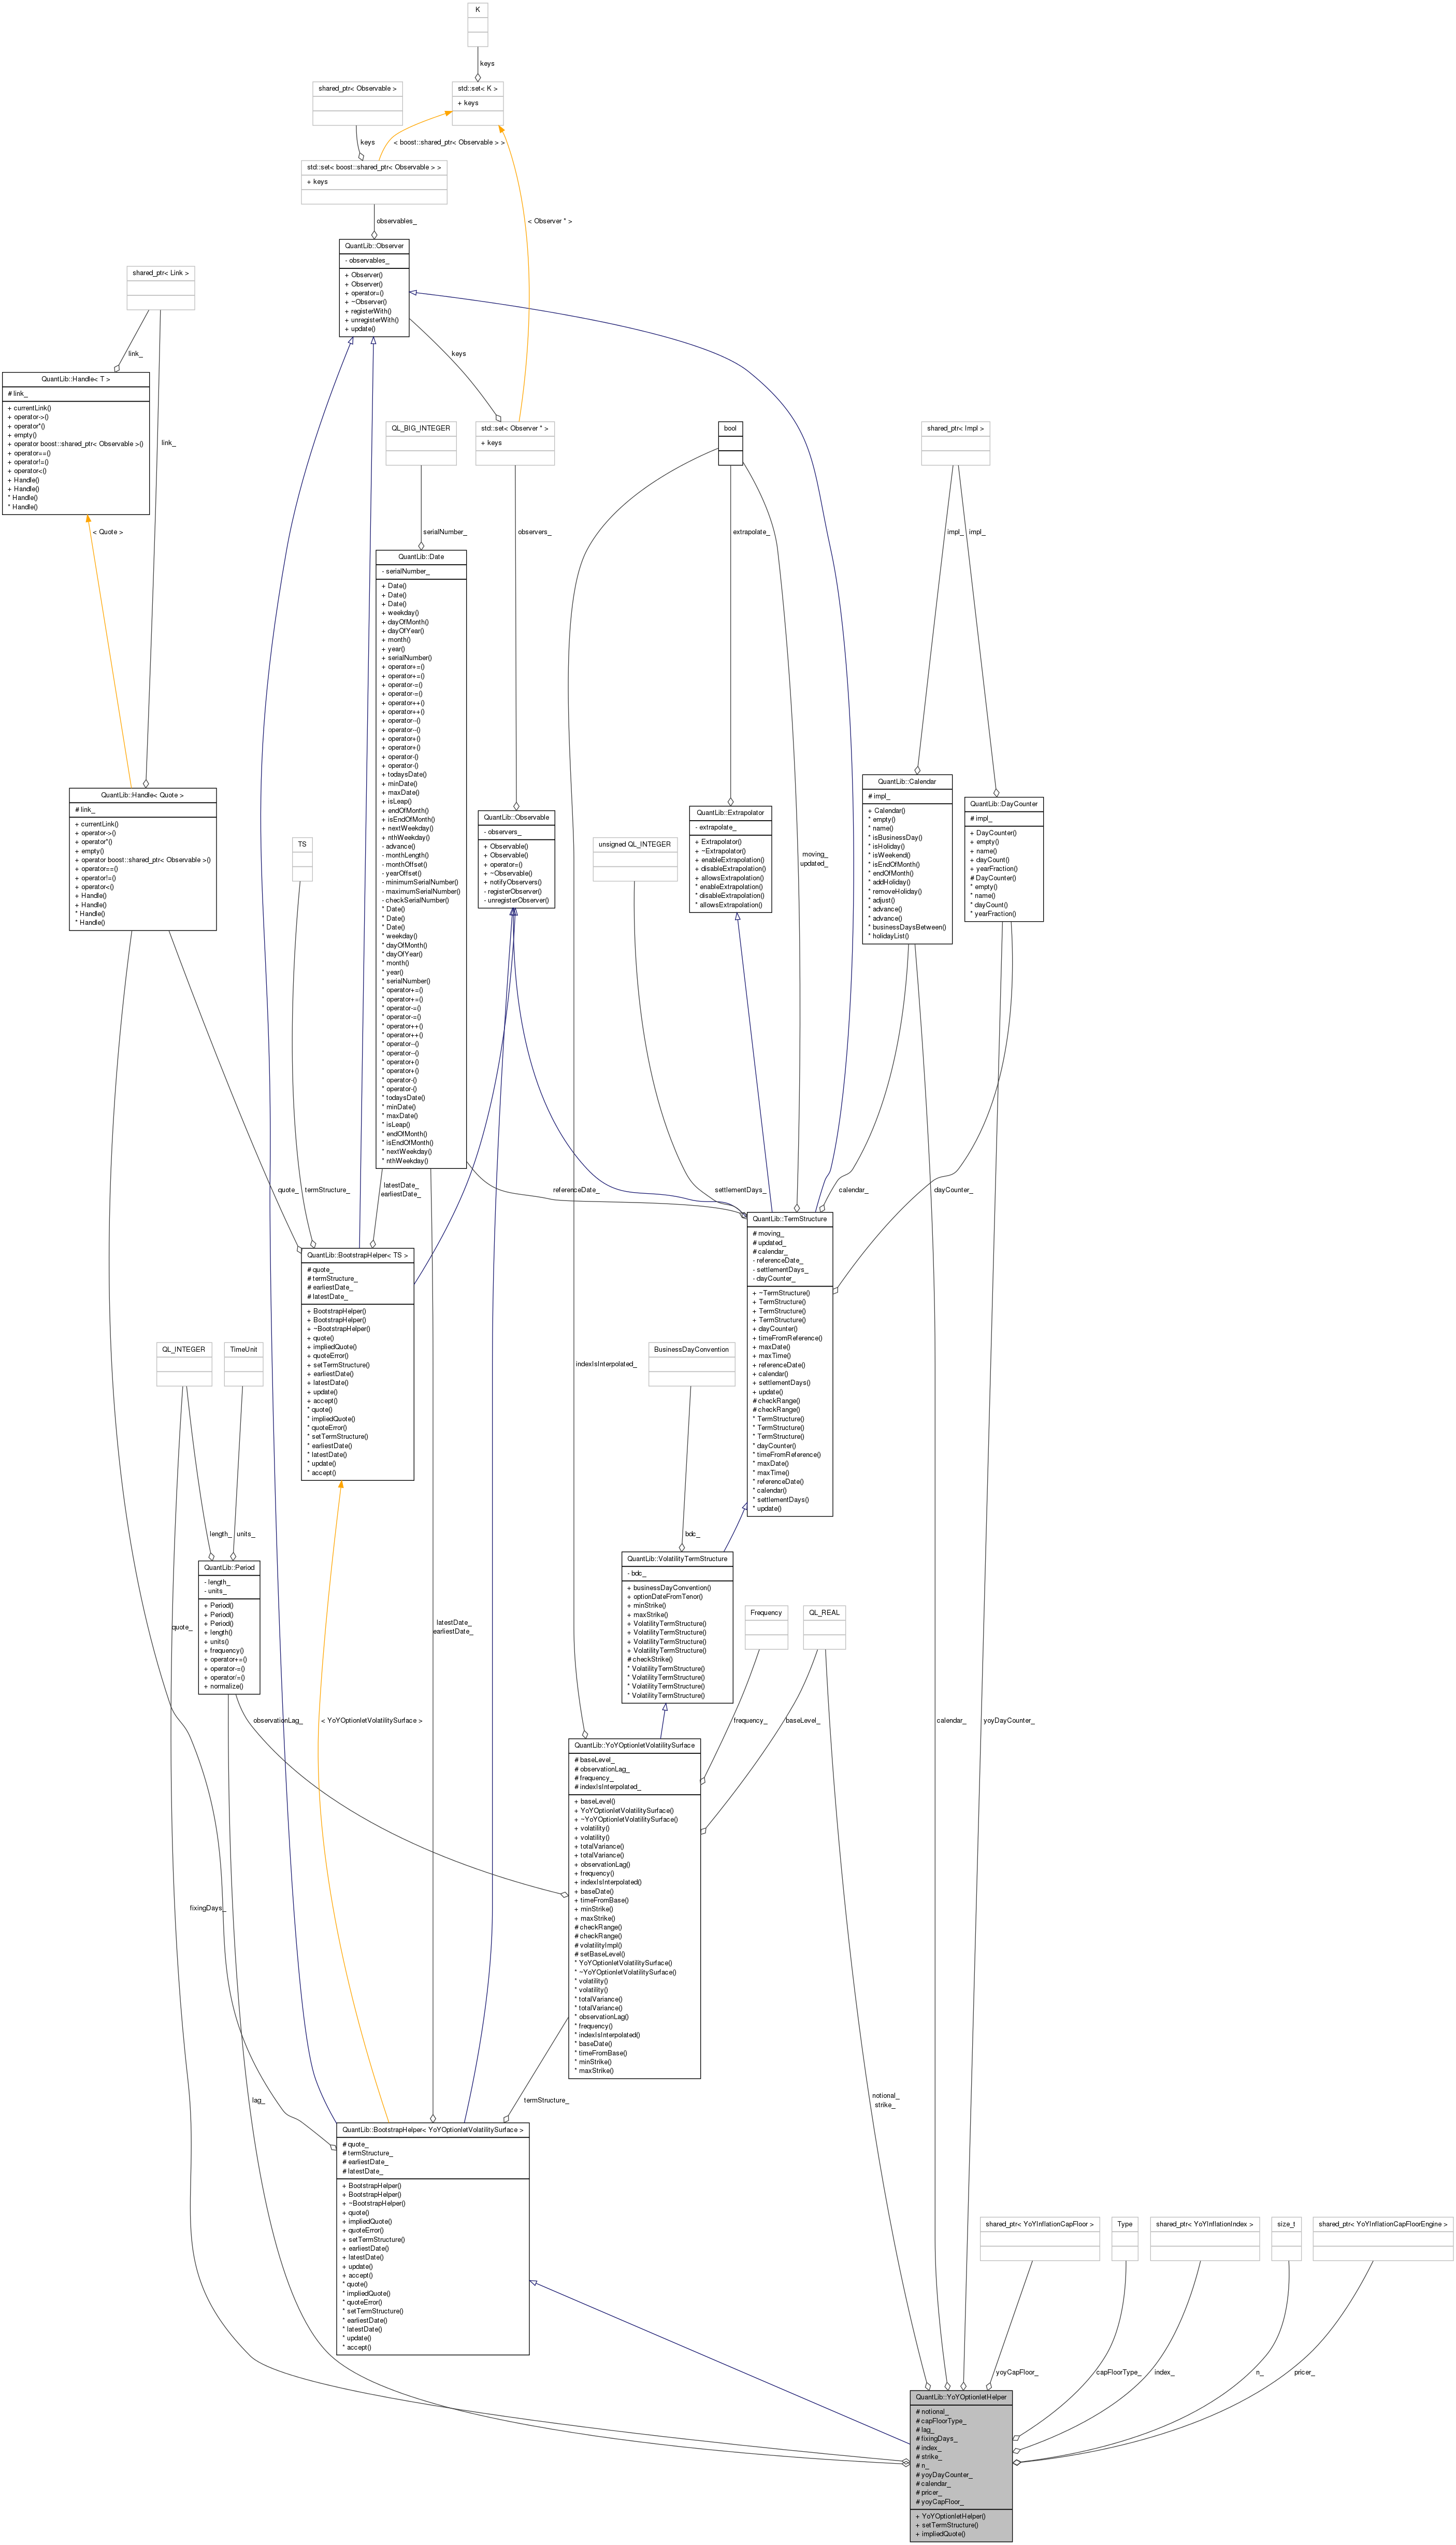 K
keys
shared_ptr< Observable >
std::set< K >
+ keys
keys
< boost::shared_ptr< Observable > >
std::set< boost::shared_ptr< Observable > >
+ keys
observables_
< Observer * >
QuantLib::Observer
- observables_
+ Observer()
+ Observer()
+ operator=()
+ ~Observer()
+ registerWith()
+ unregisterWith()
+ update()
shared_ptr< Link >
link_
link_
keys
QuantLib::Handle< T >
# link_
+ currentLink()
+ operator->()
+ operator*()
+ empty()
+ operator boost::shared_ptr< Observable >()
+ operator==()
+ operator!=()
+ operator<()
+ Handle()
+ Handle()
* Handle()
* Handle()
< Quote >
QL_BIG_INTEGER
std::set< Observer * >
+ keys
bool
shared_ptr< Impl >
serialNumber_
observers_
extrapolate_
impl_
impl_
QuantLib::Date
- serialNumber_
+ Date()
+ Date()
+ Date()
+ weekday()
+ dayOfMonth()
+ dayOfYear()
+ month()
+ year()
+ serialNumber()
+ operator+=()
+ operator+=()
+ operator-=()
+ operator-=()
+ operator++()
+ operator++()
+ operator--()
+ operator--()
+ operator+()
+ operator+()
+ operator-()
+ operator-()
+ todaysDate()
+ minDate()
+ maxDate()
+ isLeap()
+ endOfMonth()
+ isEndOfMonth()
+ nextWeekday()
+ nthWeekday()
- advance()
- monthLength()
- monthOffset()
- yearOffset()
- minimumSerialNumber()
- maximumSerialNumber()
- checkSerialNumber()
* Date()
* Date()
* Date()
* weekday()
* dayOfMonth()
* dayOfYear()
* month()
* year()
* serialNumber()
* operator+=()
* operator+=()
* operator-=()
* operator-=()
* operator++()
* operator++()
* operator--()
* operator--()
* operator+()
* operator+()
* operator-()
* operator-()
* todaysDate()
* minDate()
* maxDate()
* isLeap()
* endOfMonth()
* isEndOfMonth()
* nextWeekday()
* nthWeekday()
QuantLib::Handle< Quote >
# link_
+ currentLink()
+ operator->()
+ operator*()
+ empty()
+ operator boost::shared_ptr< Observable >()
+ operator==()
+ operator!=()
+ operator<()
+ Handle()
+ Handle()
* Handle()
* Handle()
TS
QuantLib::Observable
- observers_
+ Observable()
+ Observable()
+ operator=()
+ ~Observable()
+ notifyObservers()
- registerObserver()
- unregisterObserver()
unsigned QL_INTEGER
QuantLib::Extrapolator
- extrapolate_
+ Extrapolator()
+ ~Extrapolator()
+ enableExtrapolation()
+ disableExtrapolation()
+ allowsExtrapolation()
* enableExtrapolation()
* disableExtrapolation()
* allowsExtrapolation()
moving_
updated_
QuantLib::Calendar
# impl_
+ Calendar()
* empty()
* name()
* isBusinessDay()
* isHoliday()
* isWeekend()
* isEndOfMonth()
* endOfMonth()
* addHoliday()
* removeHoliday()
* adjust()
* advance()
* advance()
* businessDaysBetween()
* holidayList()
QuantLib::DayCounter
# impl_
+ DayCounter()
+ empty()
+ name()
+ dayCount()
+ yearFraction()
# DayCounter()
* empty()
* name()
* dayCount()
* yearFraction()
quote_
termStructure_
latestDate_
earliestDate_
referenceDate_
settlementDays_
calendar_
dayCounter_
QuantLib::BootstrapHelper< TS >
# quote_
# termStructure_
# earliestDate_
# latestDate_
+ BootstrapHelper()
+ BootstrapHelper()
+ ~BootstrapHelper()
+ quote()
+ impliedQuote()
+ quoteError()
+ setTermStructure()
+ earliestDate()
+ latestDate()
+ update()
+ accept()
* quote()
* impliedQuote()
* quoteError()
* setTermStructure()
* earliestDate()
* latestDate()
* update()
* accept()
QuantLib::TermStructure
# moving_
# updated_
# calendar_
- referenceDate_
- settlementDays_
- dayCounter_
+ ~TermStructure()
+ TermStructure()
+ TermStructure()
+ TermStructure()
+ dayCounter()
+ timeFromReference()
+ maxDate()
+ maxTime()
+ referenceDate()
+ calendar()
+ settlementDays()
+ update()
# checkRange()
# checkRange()
* TermStructure()
* TermStructure()
* TermStructure()
* dayCounter()
* timeFromReference()
* maxDate()
* maxTime()
* referenceDate()
* calendar()
* settlementDays()
* update()
QL_INTEGER
TimeUnit
indexIsInterpolated_
BusinessDayConvention
length_
units_
bdc_
QuantLib::Period
- length_
- units_
+ Period()
+ Period()
+ Period()
+ length()
+ units()
+ frequency()
+ operator+=()
+ operator-=()
+ operator/=()
+ normalize()
QuantLib::VolatilityTermStructure
- bdc_
+ businessDayConvention()
+ optionDateFromTenor()
+ minStrike()
+ maxStrike()
+ VolatilityTermStructure()
+ VolatilityTermStructure()
+ VolatilityTermStructure()
+ VolatilityTermStructure()
# checkStrike()
* VolatilityTermStructure()
* VolatilityTermStructure()
* VolatilityTermStructure()
* VolatilityTermStructure()
quote_
latestDate_
earliestDate_
Frequency
QL_REAL
observationLag_
< YoYOptionletVolatilitySurface >
frequency_
baseLevel_
calendar_
yoyDayCounter_
QuantLib::YoYOptionletVolatilitySurface
# baseLevel_
# observationLag_
# frequency_
# indexIsInterpolated_
+ baseLevel()
+ YoYOptionletVolatilitySurface()
+ ~YoYOptionletVolatilitySurface()
+ volatility()
+ volatility()
+ totalVariance()
+ totalVariance()
+ observationLag()
+ frequency()
+ indexIsInterpolated()
+ baseDate()
+ timeFromBase()
+ minStrike()
+ maxStrike()
# checkRange()
# checkRange()
# volatilityImpl()
# setBaseLevel()
* YoYOptionletVolatilitySurface()
* ~YoYOptionletVolatilitySurface()
* volatility()
* volatility()
* totalVariance()
* totalVariance()
* observationLag()
* frequency()
* indexIsInterpolated()
* baseDate()
* timeFromBase()
* minStrike()
* maxStrike()
fixingDays_
lag_
termStructure_
notional_
strike_
QuantLib::BootstrapHelper< YoYOptionletVolatilitySurface >
# quote_
# termStructure_
# earliestDate_
# latestDate_
+ BootstrapHelper()
+ BootstrapHelper()
+ ~BootstrapHelper()
+ quote()
+ impliedQuote()
+ quoteError()
+ setTermStructure()
+ earliestDate()
+ latestDate()
+ update()
+ accept()
* quote()
* impliedQuote()
* quoteError()
* setTermStructure()
* earliestDate()
* latestDate()
* update()
* accept()
shared_ptr< YoYInflationCapFloor >
Type
shared_ptr< YoYInflationIndex >
size_t
shared_ptr< YoYInflationCapFloorEngine >
yoyCapFloor_
capFloorType_
index_
n_
pricer_
QuantLib::YoYOptionletHelper
# notional_
# capFloorType_
# lag_
# fixingDays_
# index_
# strike_
# n_
# yoyDayCounter_
# calendar_
# pricer_
# yoyCapFloor_
+ YoYOptionletHelper()
+ setTermStructure()
+ impliedQuote()